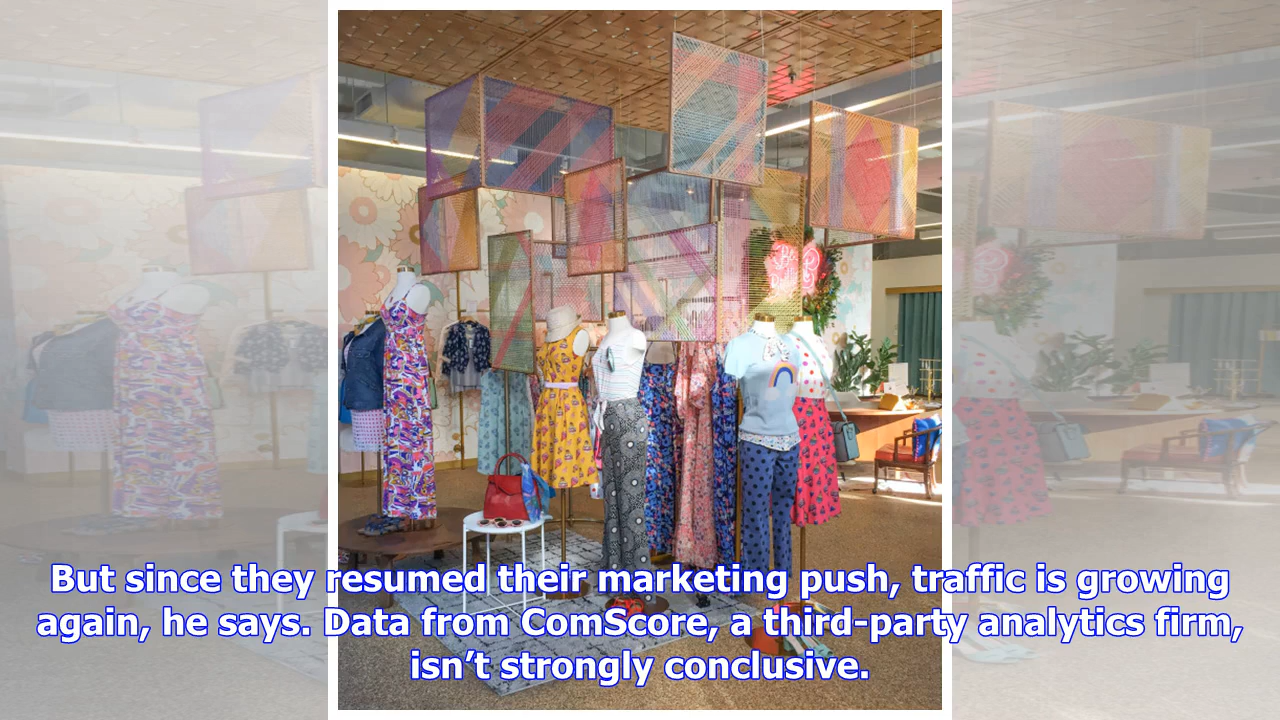 But since they resumed their marketing push, traffic is growing
again, he says. Data from ComScore, a third-party analytics firm,
isn’t strongly conclusive.